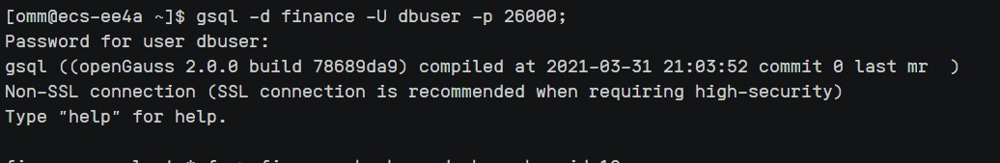 [omm@ecs-ee4a ~]$ gsql -d finance -U dbuser -p 26000;
Password for user dbuser:
gsql ((openGauss 2.0.0 build 78689da9) compiled at 2021-03-31 21:03:52 commit 0 last mr  )
Non-SSL connection (SSL connection is recommended when requiring high-security)
Type "help" for help.